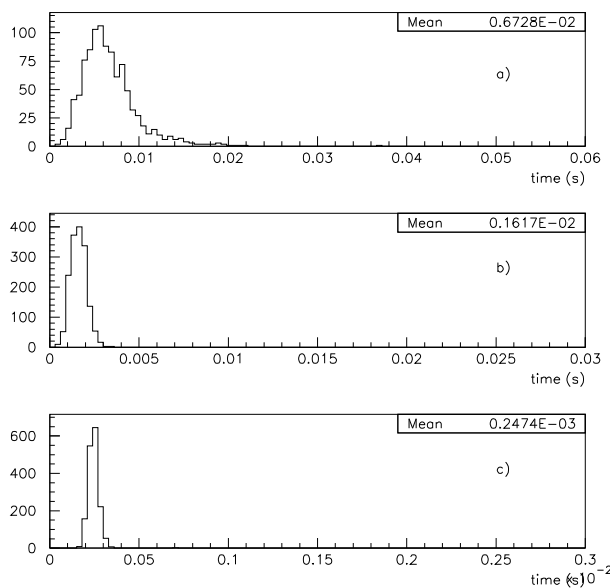 Mean 0.6728E-02
100
75
a)
50
25
0
0 0.01 0.02 0.03 0.04 0.05 0.06
time (s)
Mean 0.1617E-02
400
300
b)
200
100
0
0 0.005 0.01 0.015 0.02 0.025 0.03
time (s)
Mean 0.2474E-03
600
400
c)
200
0
0 0.05 0.1 0.15 0.2 0.25 0.3
time (s) x 10-2